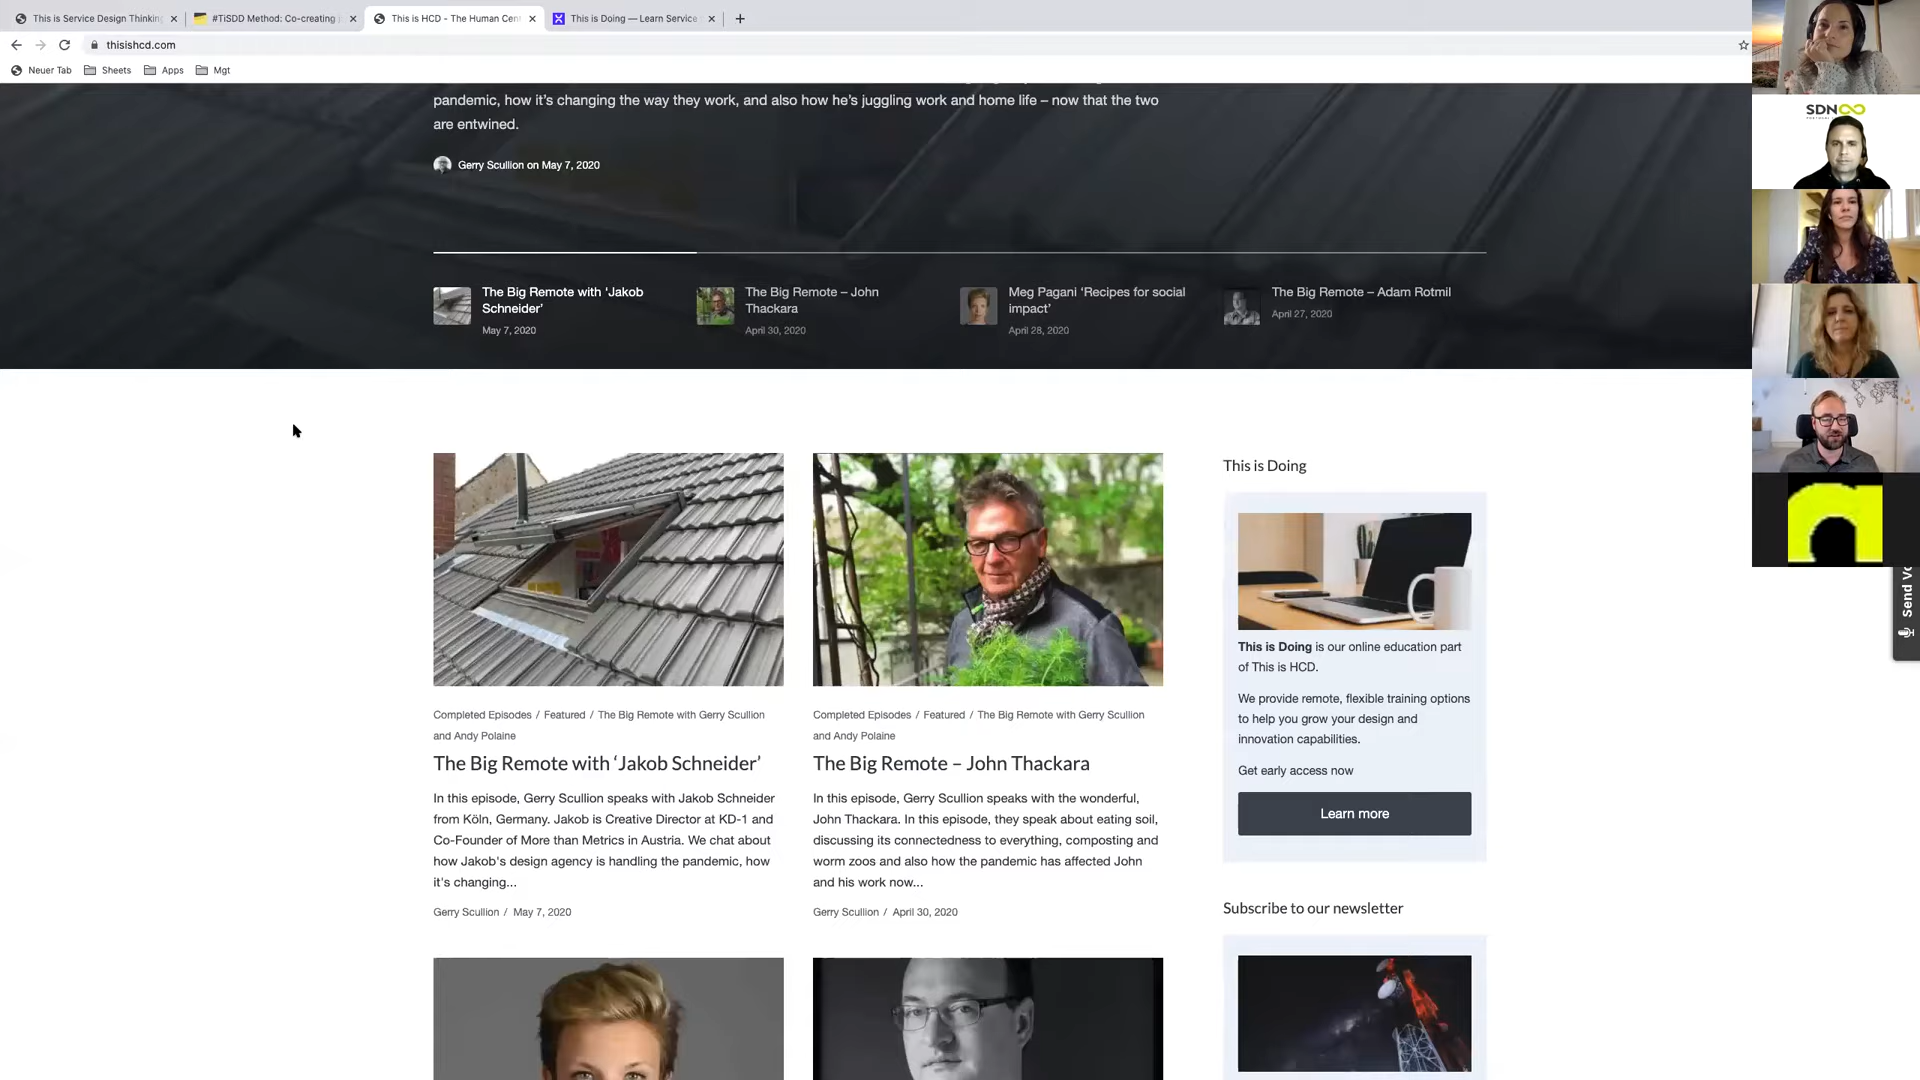 This is Service Design Thinkin
#TiSDD Method: Co-creating
This is HCD - The Human Cen
This is Doing — Learn Service
thisishcd.com
Neuer Tab
Sheets
Apps
Mgt
pandemic, how it's changing the way they work, and also how he's juggling work and home life – now that the two
are entwined.
Gerry Scullion on May 7, 2020
The Big Remote with ‘Jakob
Schneider’
May 7, 2020
The Big Remote – John
Thackara
April 30, 2020
Meg Pagani ‘Recipes for social
impact’
April 28, 2020
The Big Remote – Adam Rotmil
April 27, 2020
SDN
Send Vo
Completed Episodes / Featured / The Big Remote with Gerry Scullion
and Andy Polaine
The Big Remote with ‘Jakob Schneider’
In this episode, Gerry Scullion speaks with Jakob Schneider
from Köln, Germany. Jakob is Creative Director at KD-1 and
Co-Founder of More than Metrics in Austria. We chat about
how Jakob's design agency is handling the pandemic, how
it's changing...
Gerry Scullion / May 7, 2020
Completed Episodes / Featured / The Big Remote with Gerry Scullion
and Andy Polaine
The Big Remote – John Thackara
In this episode, Gerry Scullion speaks with the wonderful,
John Thackara. In this episode, they speak about eating soil,
discussing its connectedness to everything, composting and
worm zoos and also how the pandemic has affected John
and his work now...
Gerry Scullion / April 30, 2020
This is Doing
This is Doing is our online education part
of This is HCD.
We provide remote, flexible training options
to help you grow your design and
innovation capabilities.
Get early access now
Learn more
Subscribe to our newsletter